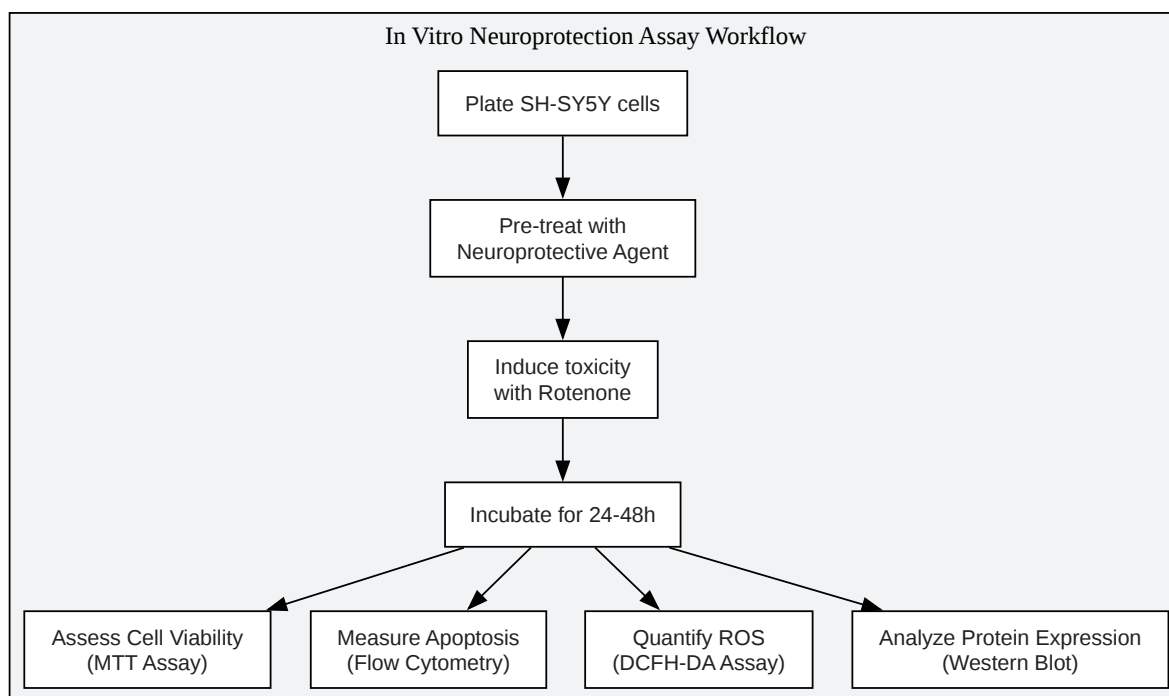 In Vitro Neuroprotection Assay Workflow
Plate SH-SY5Y cells
Pre-treat with
Neuroprotective Agent
Induce toxicity
with Rotenone
Incubate for 24-48h
Assess Cell Viability
(MTT Assay)
Measure Apoptosis
(Flow Cytometry)
Quantify ROS
(DCFH-DA Assay)
Analyze Protein Expression
(Western Blot)